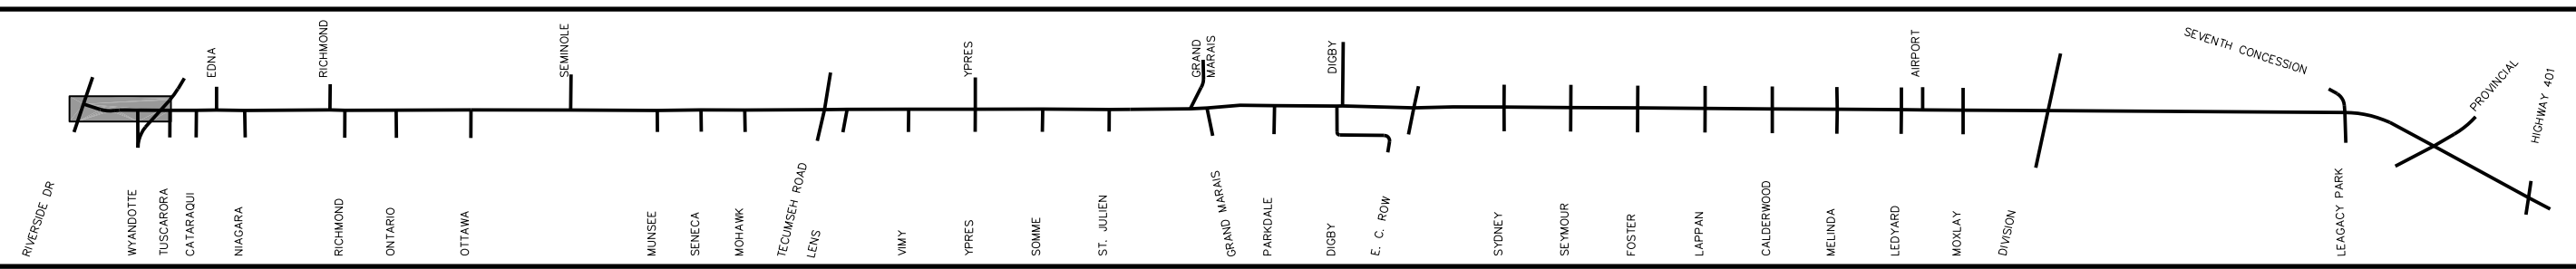 EDNA
RICHMOND
SEMINOLE
YPRES
GRAND
MARAIS
DIGBY
AIRPORT
SEVENTH CONCESSION
PROVINCIAL
HIGHWAY 401
RIVERSIDE DR
WYANDOTTE
TUSCARORA
CATARAQUI
NIAGARA
RICHMOND
ONTARIO
OTTAWA
MUNSEE
SENECA
MOHAWK
TECUMSEH ROAD
LENS
VIMY
YPRES
SOMME
ST. JULIEN
GRAND MARAIS
PARKDALE
DIGBY
E. C. ROW
SYDNEY
SEYMOUR
FOSTER
LAPPAN
CALDERWOOD
MELINDA
LEDYARD
MOXLAY
DIVISION
LEAGACY PARK